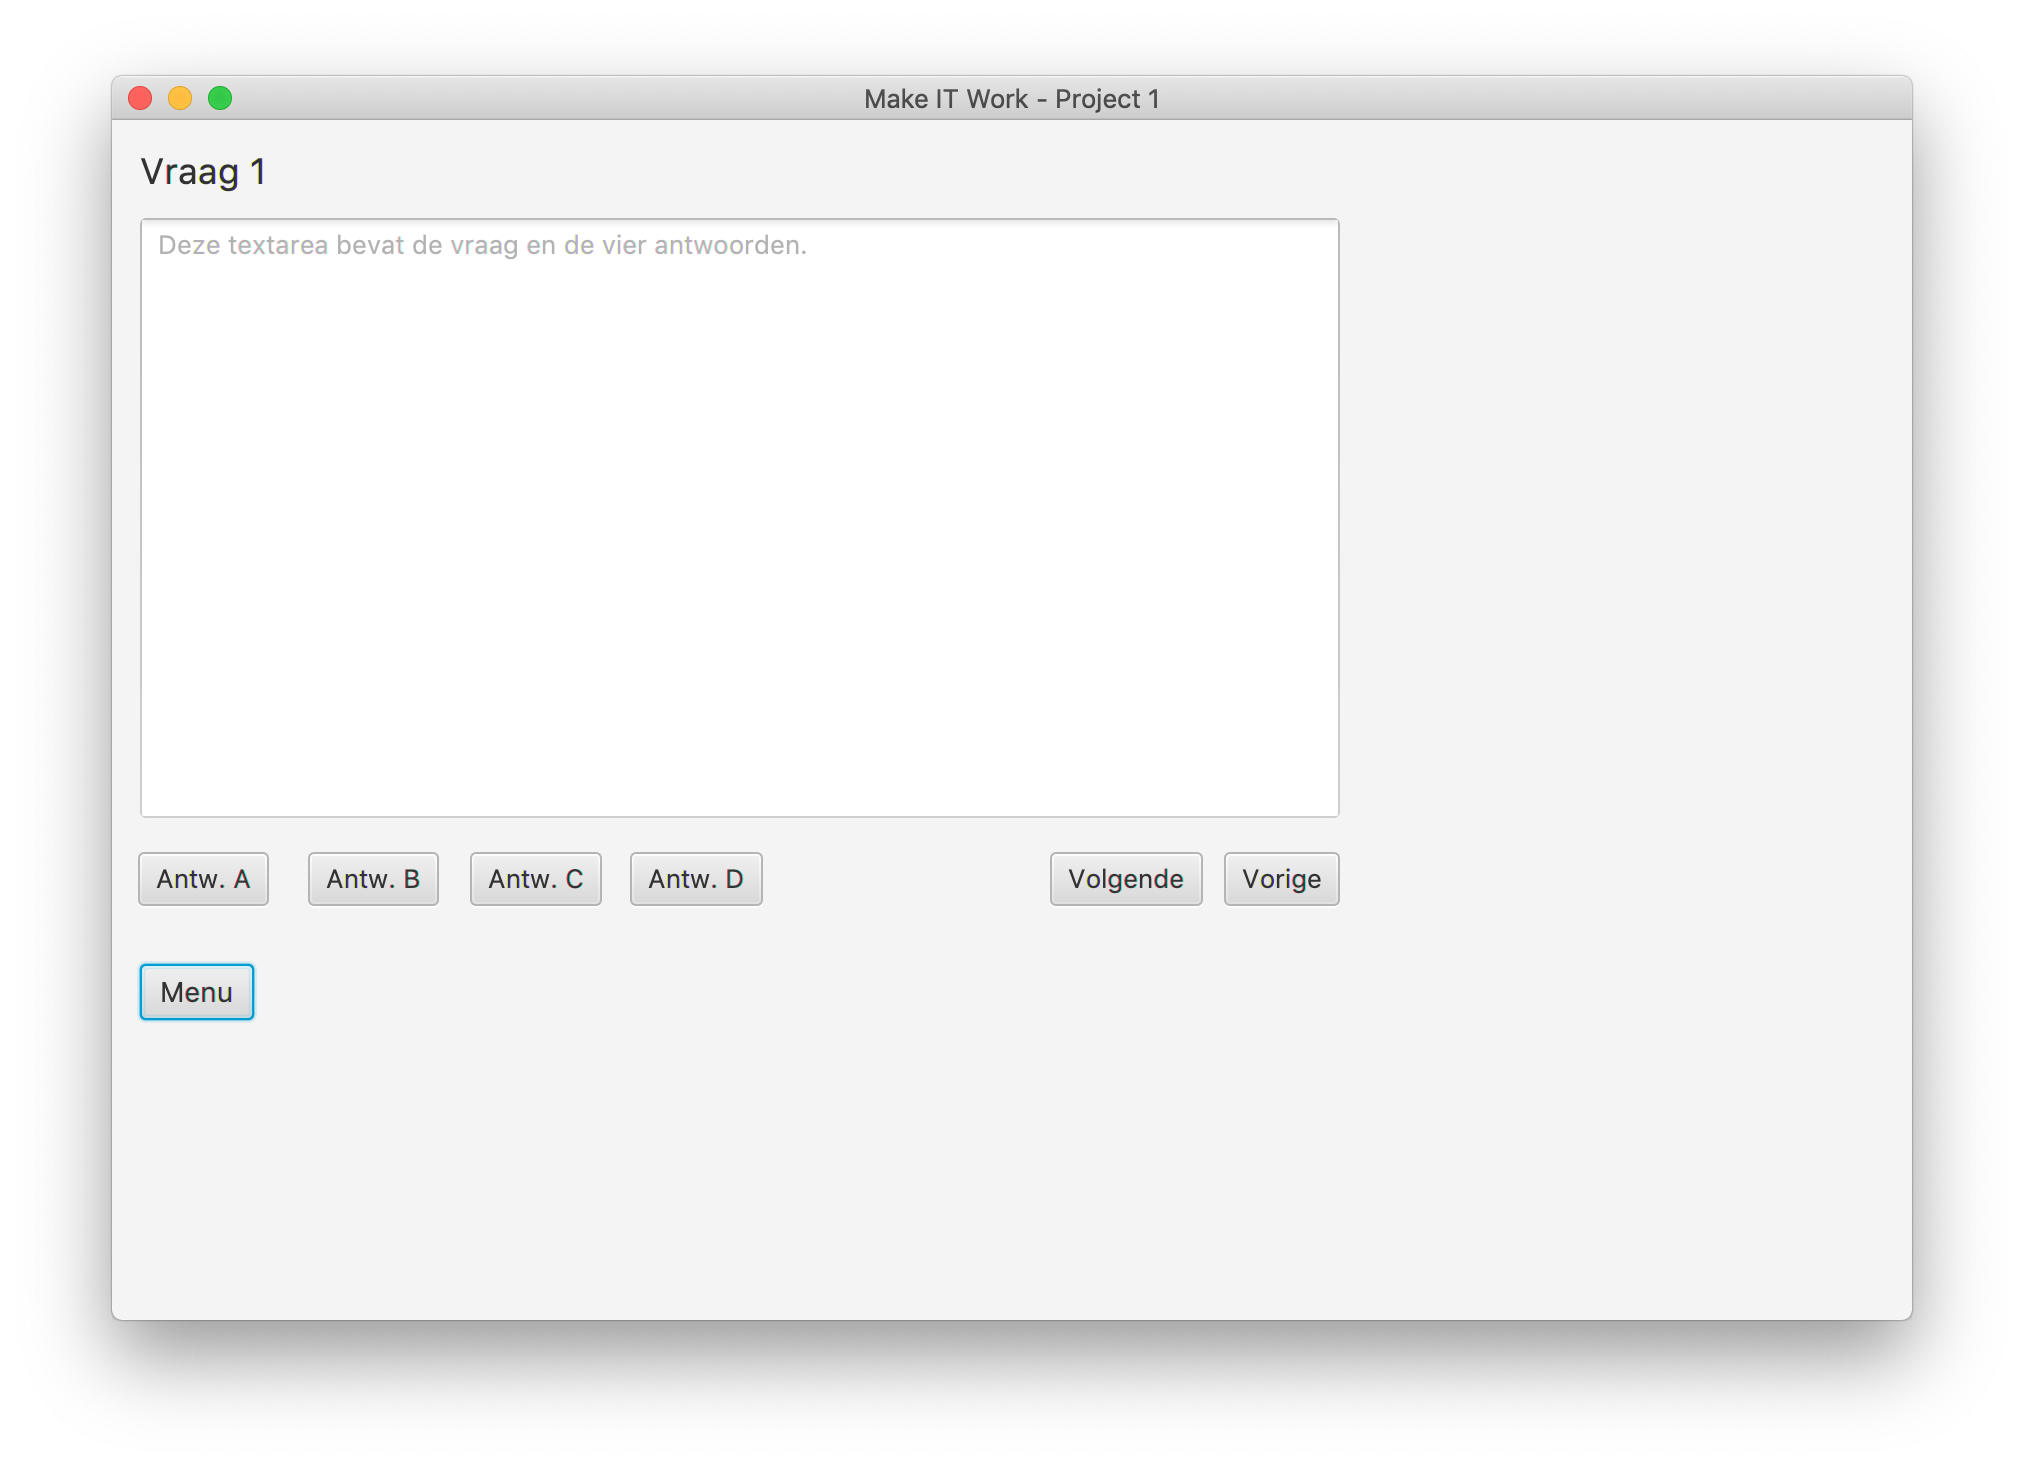 Make IT Work - Project 1
Vraag 1
Deze textarea bevat de vraag en de vier antwoorden.
Antw. A Antw. B Antw. C Antw. D Volgende Vorige
Menu